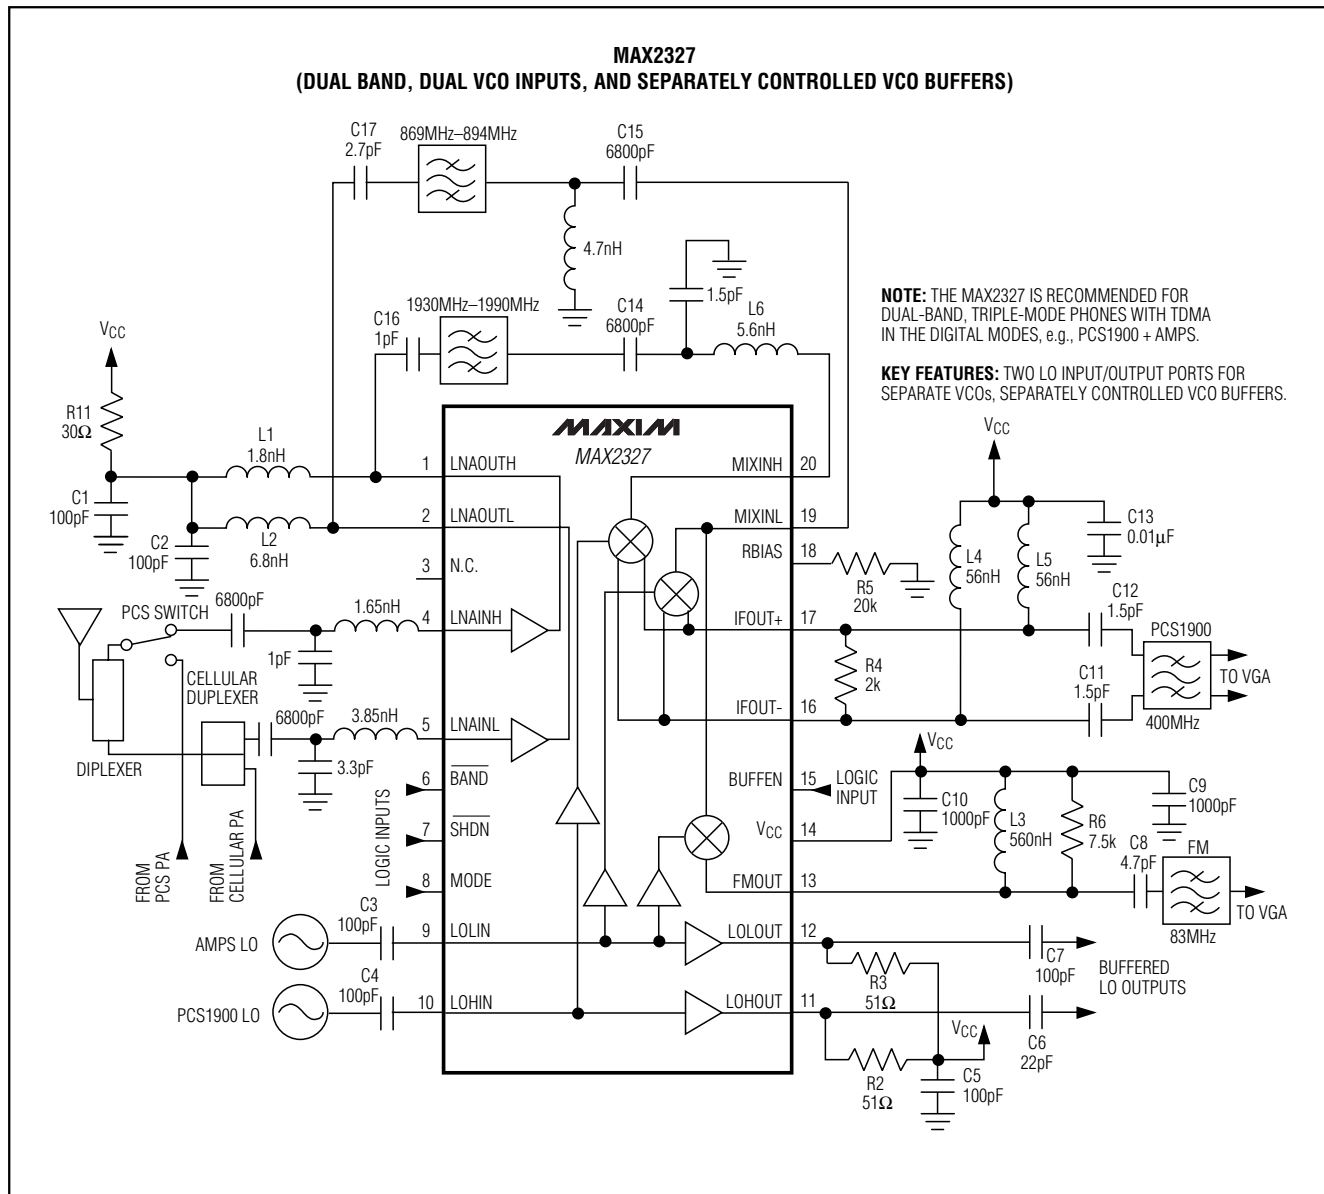 MAX2327
(DUAL BAND, DUAL VCO INPUTS, AND SEPARATELY CONTROLLED VCO BUFFERS)
C17
2.7pF
869MHz–894MHz
C15
6800pF
4.7nH
1.5pF
C16
1pF
1930MHz–1990MHz
C14
6800pF
L6
5.6nH
NOTE: THE MAX2327 IS RECOMMENDED FOR
DUAL-BAND, TRIPLE-MODE PHONES WITH TDMA
IN THE DIGITAL MODES, e.g., PCS1900 + AMPS.
KEY FEATURES: TWO LO INPUT/OUTPUT PORTS FOR
SEPARATE VCOs, SEPARATELY CONTROLLED VCO BUFFERS.
VCC
R11
30Ω
C1
100pF
L1
1.8nH
L2
6.8nH
C2
100pF
MAXIM
MAX2327
1 LNAOUTH
2 LNAOUTL
3 N.C.
4 LNAINH
5 LNAINL
6 BAND
7 SHDN
8 MODE
9 LOLIN
10 LOHIN
MIXINH 20
MIXINL 19
RBIAS 18
IFOUT+ 17
IFOUT- 16
BUFFEN 15
VCC 14
FMOUT 13
LOLOUT 12
LOHOUT 11
PCS SWITCH
6800pF
1.65nH
1pF
CELLULAR
DUPLEXER
6800pF
3.85nH
3.3pF
DIPLEXER
FROM
PCS PA
FROM
CELLULAR PA
LOGIC INPUTS
C3
100pF
AMPS LO
C4
100pF
PCS1900 LO
VCC
C13
0.01µF
L4
56nH
L5
56nH
R5
20k
C12
1.5pF
R4
2k
C11
1.5pF
PCS1900
400MHz
TO VGA
VCC
LOGIC
INPUT
C10
1000pF
L3
560nH
R6
7.5k
C9
1000pF
C8
4.7pF
FM
83MHz
TO VGA
C7
100pF
BUFFERED
LO OUTPUTS
R3
51Ω
VCC
C6
22pF
R2
51Ω
C5
100pF